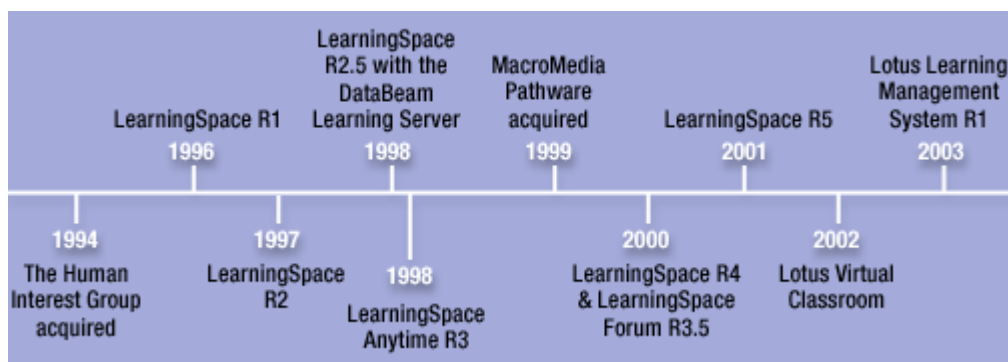 LearningSpace R1
1996
LearningSpace
R2.5 with the
DataBeam
Learning Server
1998
MacroMedia
Pathware
acquired
1999
LearningSpace R5
2001
Lotus Learning
Management
System R1
2003
1994
The Human
Interest Group
acquired
1997
LearningSpace
R2
1998
LearningSpace
Anytime R3
2000
LearningSpace R4
& LearningSpace
Forum R3.5
2002
Lotus Virtual
Classroom